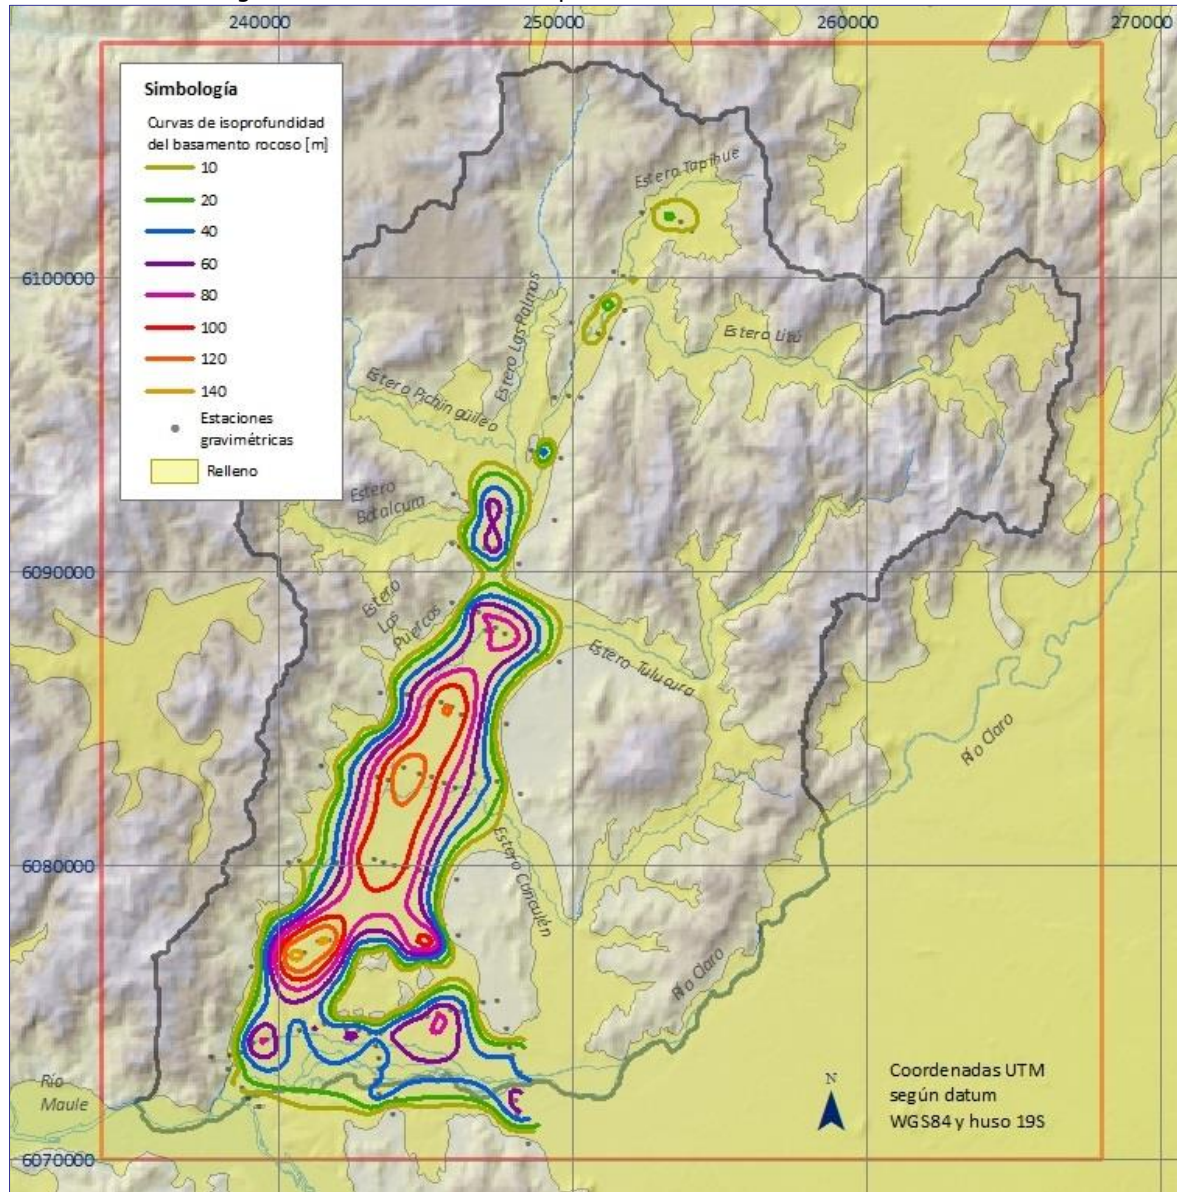 240000 250000 260000 270000
Simbología
Curvas de isoprofundidad
del basamento rocoso [m]
10
20
40
60
80
100
120
140
Estaciones
gravimétricas
Relleno
Estero Tapihue
6100000
Estero Las Palmas
Estero Litú
Estero Pichingüileo
Estero
Botalcura
6090000
Estero
Los
Puercos
Estero Tulucura
Río Claro
6080000
Estero Curiculén
Río Claro
Río
Maule
N
Coordenadas UTM
según datum
WGS84 y huso 19S
6070000